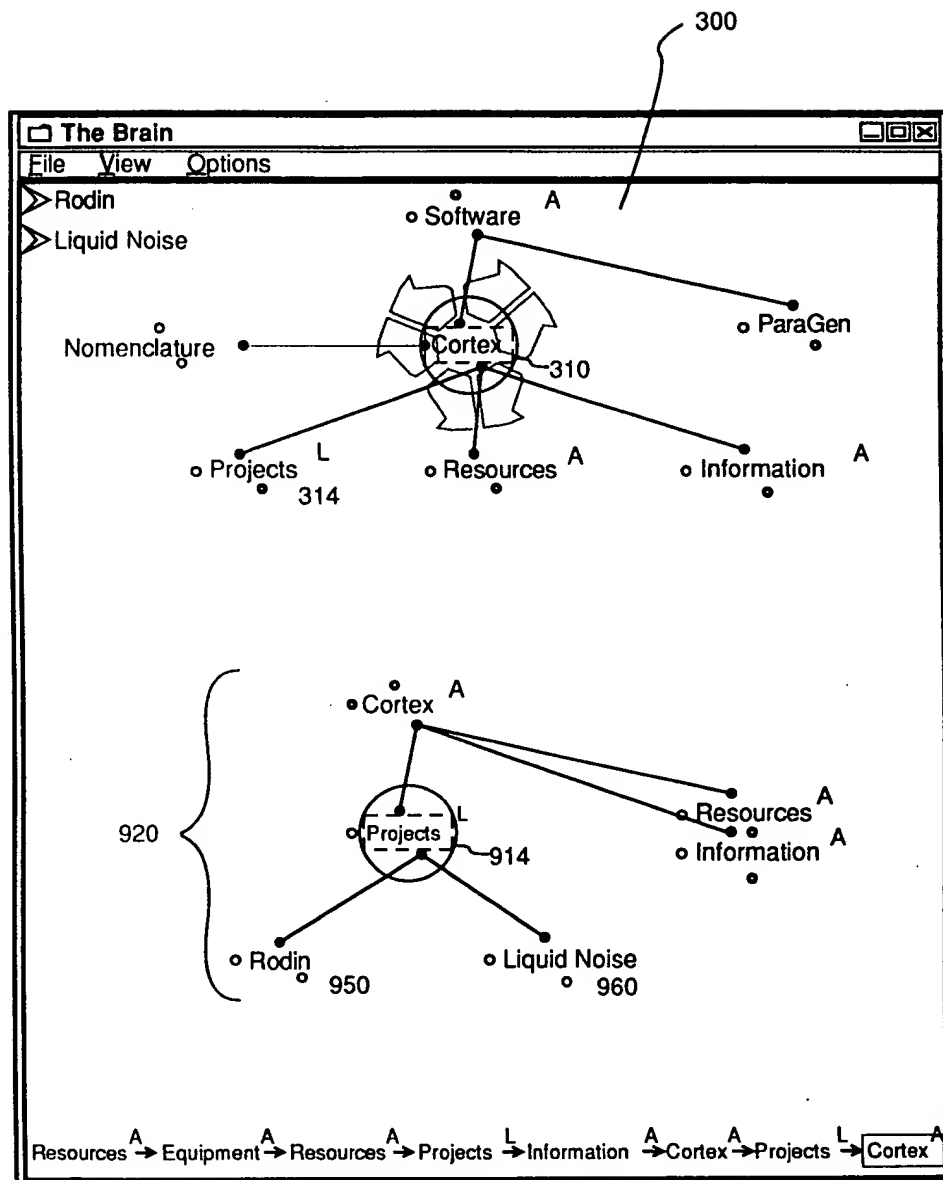 300
The Brain
File View Options
Rodin
Software A
Liquid Noise
ParaGen
Nomenclature
Cortex
310
Projects L
Resources A
Information A
314
Cortex A
Resources A
920
Projects L
Information A
914
Rodin
Liquid Noise
950
960
Resources A → Equipment A → Resources A → Projects L → Information A → Cortex A → Projects L → Cortex A